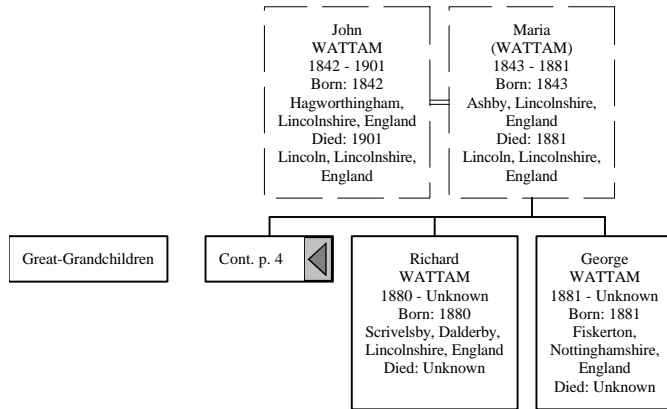 John
WATTAM
1842 - 1901
Born: 1842
Hagworthingham,
Lincolnshire, England
Died: 1901
Lincoln, Lincolnshire,
England
Maria
(WATTAM)
1843 - 1881
Born: 1843
Ashby, Lincolnshire,
England
Died: 1881
Lincoln, Lincolnshire,
England
Great-Grandchildren
Cont. p. 4
Richard
WATTAM
1880 - Unknown
Born: 1880
Scrivelsby, Dalderby,
Lincolnshire, England
Died: Unknown
George
WATTAM
1881 - Unknown
Born: 1881
Fiskerton,
Nottinghamshire,
England
Died: Unknown